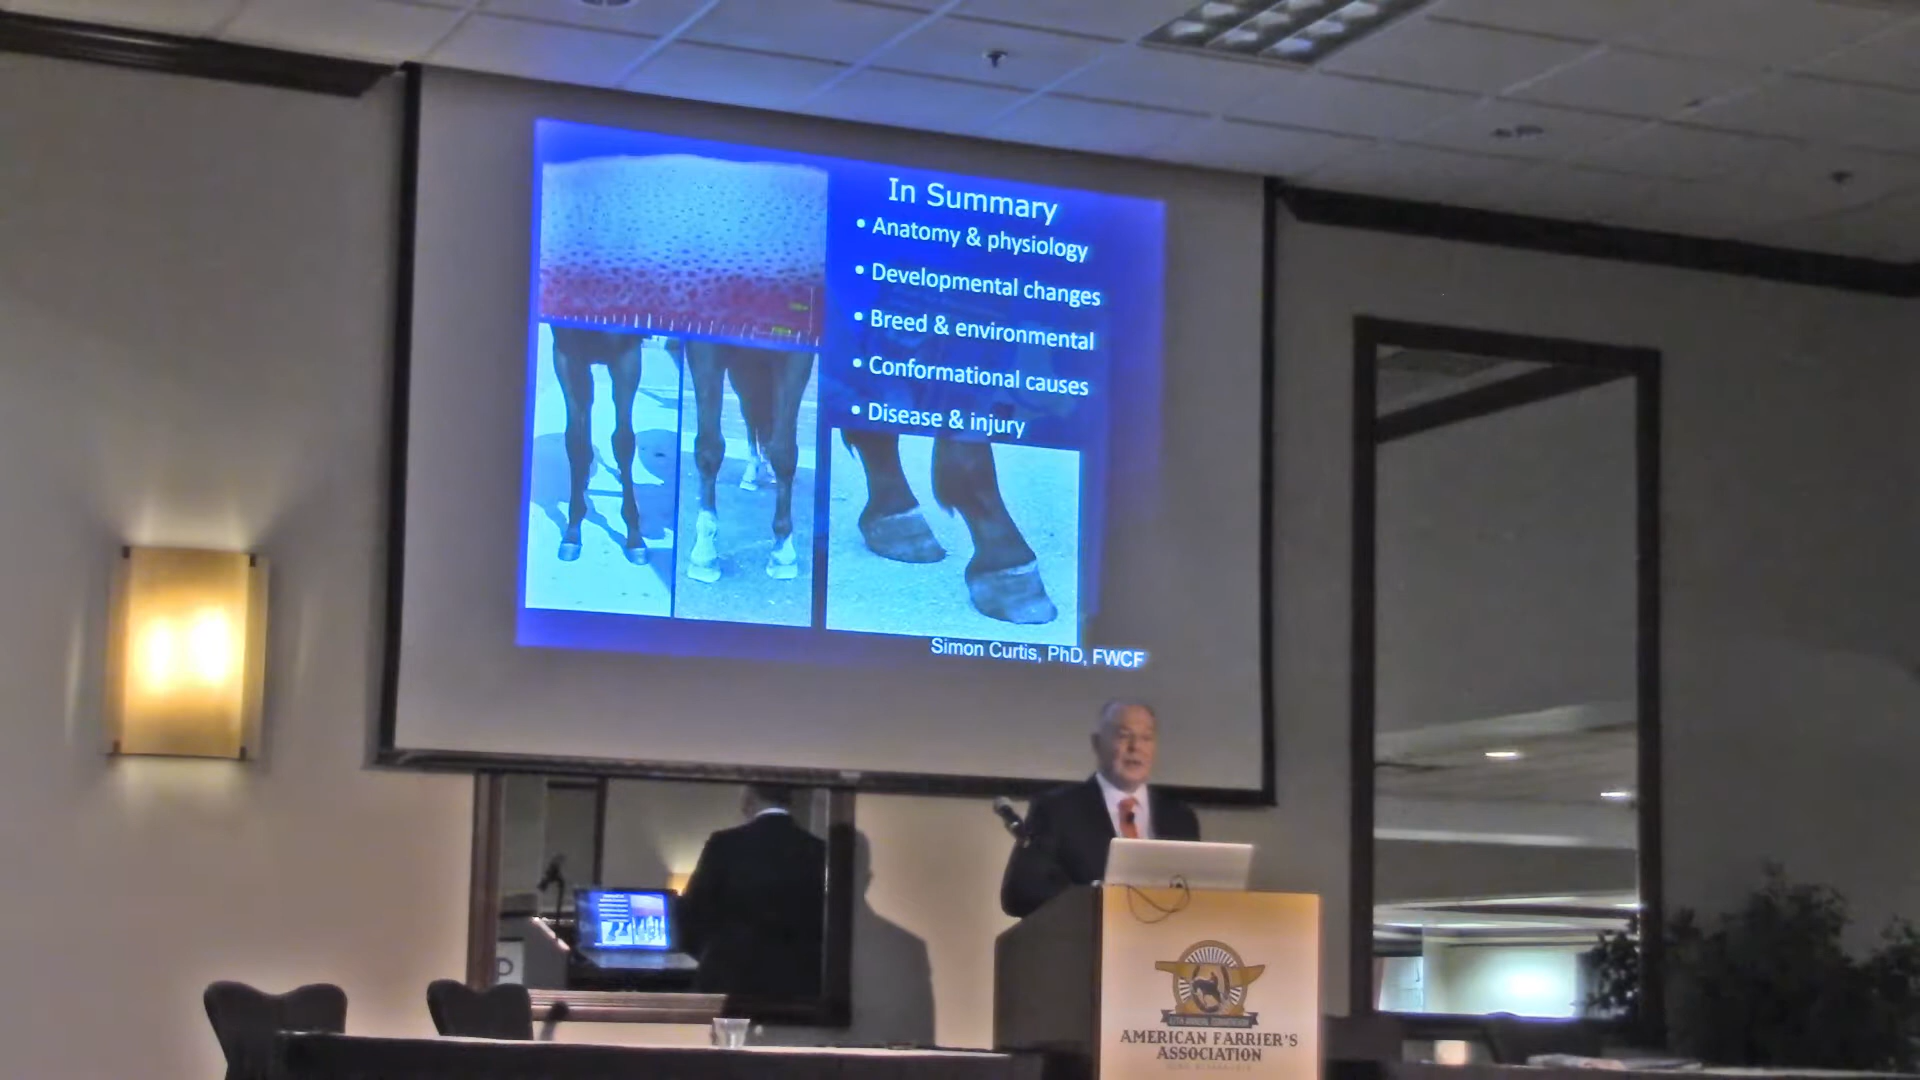 In Summary
• Anatomy & physiology
• Developmental changes
• Breed & environmental
• Conformational causes
• Disease & injury
Simon Curtis, PhD, FWCF
AMERICAN FARRIER'S
ASSOCIATION